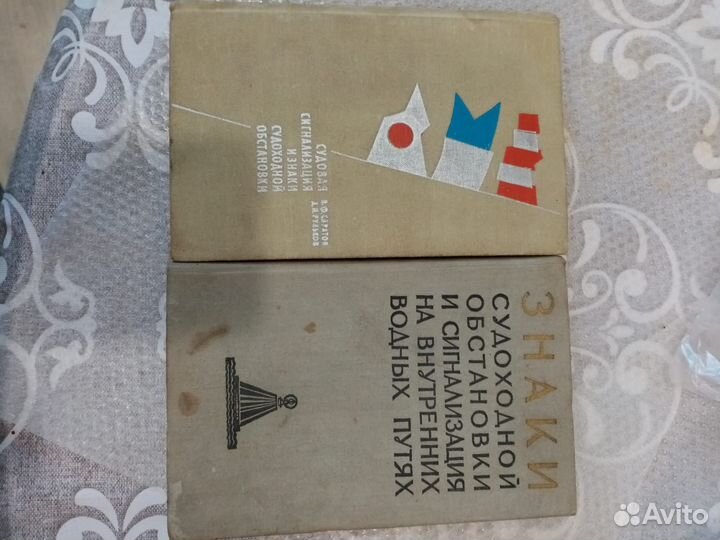 СУДОВАЯ
СИГНАЛИЗАЦИЯ
И ЗНАКИ
СУДОХОДНОЙ
ОБСТАНОВКИ
ЗНАКИ
СУДОХОДНОЙ
ОБСТАНОВКИ
И СИГНАЛИЗАЦИЯ
НА ВНУТРЕННИХ
ВОДНЫХ ПУТЯХ
Avito